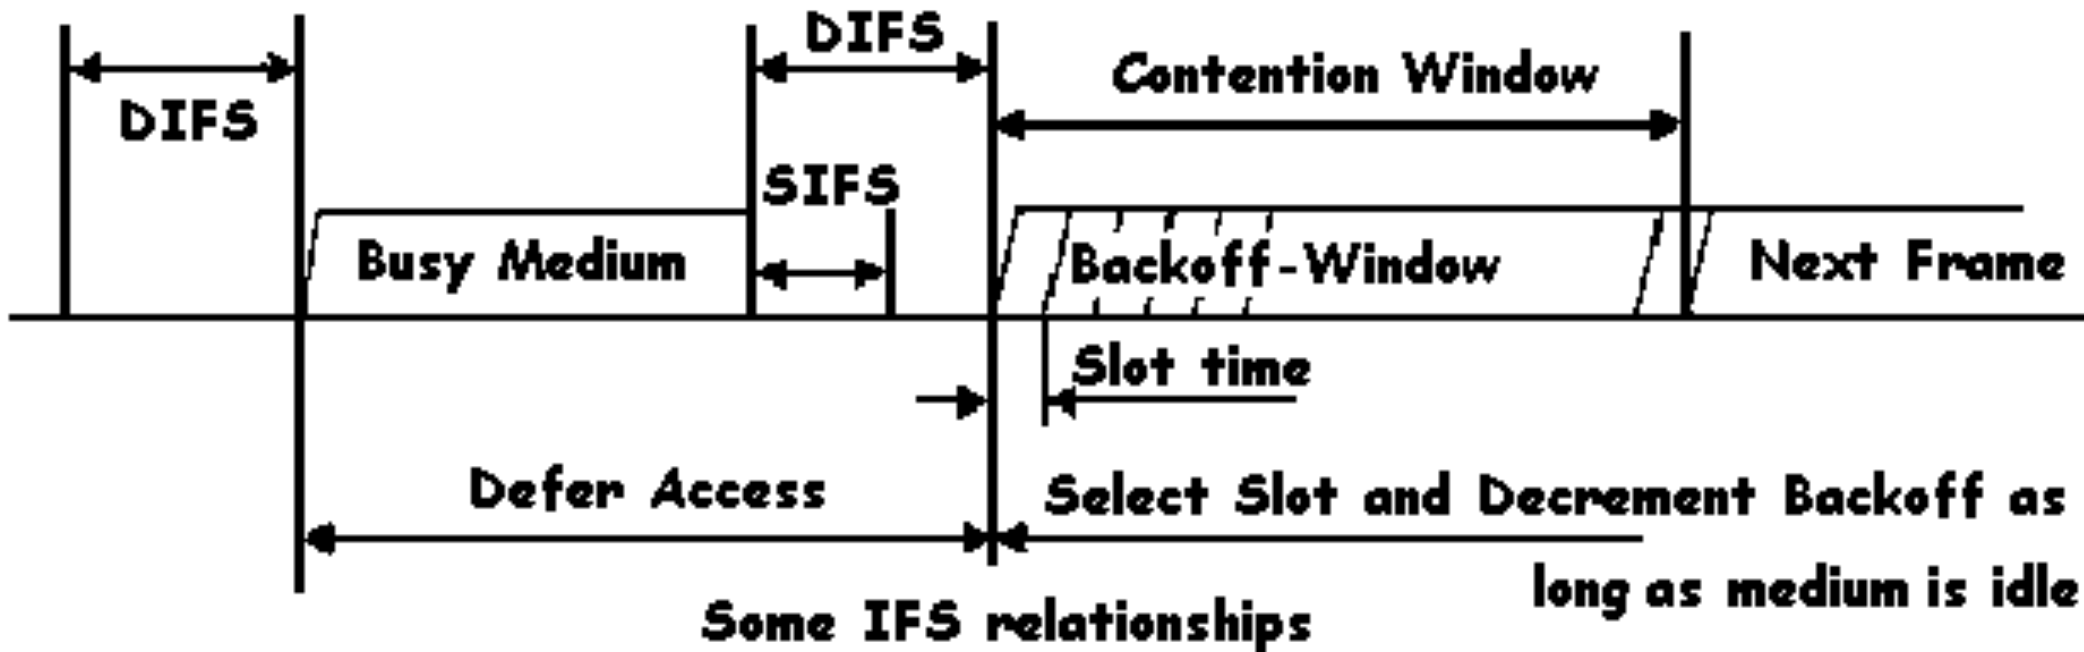 DIFS
DIFS
Contention Window
SIFS
Busy Medium
Backoff-Window
Next Frame
Slot time
Defer Access
Select Slot and Decrement Backoff as
long as medium is idle
Some IFS relationships